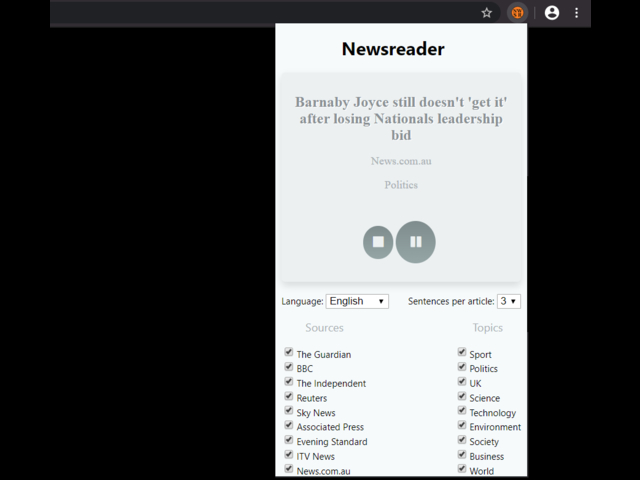 Newsreader
Barnaby Joyce still doesn't 'get it'
after losing Nationals leadership
bid
News.com.au
Politics
Language: English
Sentences per article: 3
Sources
Topics
The Guardian
Sport
BBC
Politics
The Independent
UK
Reuters
Science
Sky News
Technology
Associated Press
Environment
Evening Standard
Society
ITV News
Business
News.com.au
World